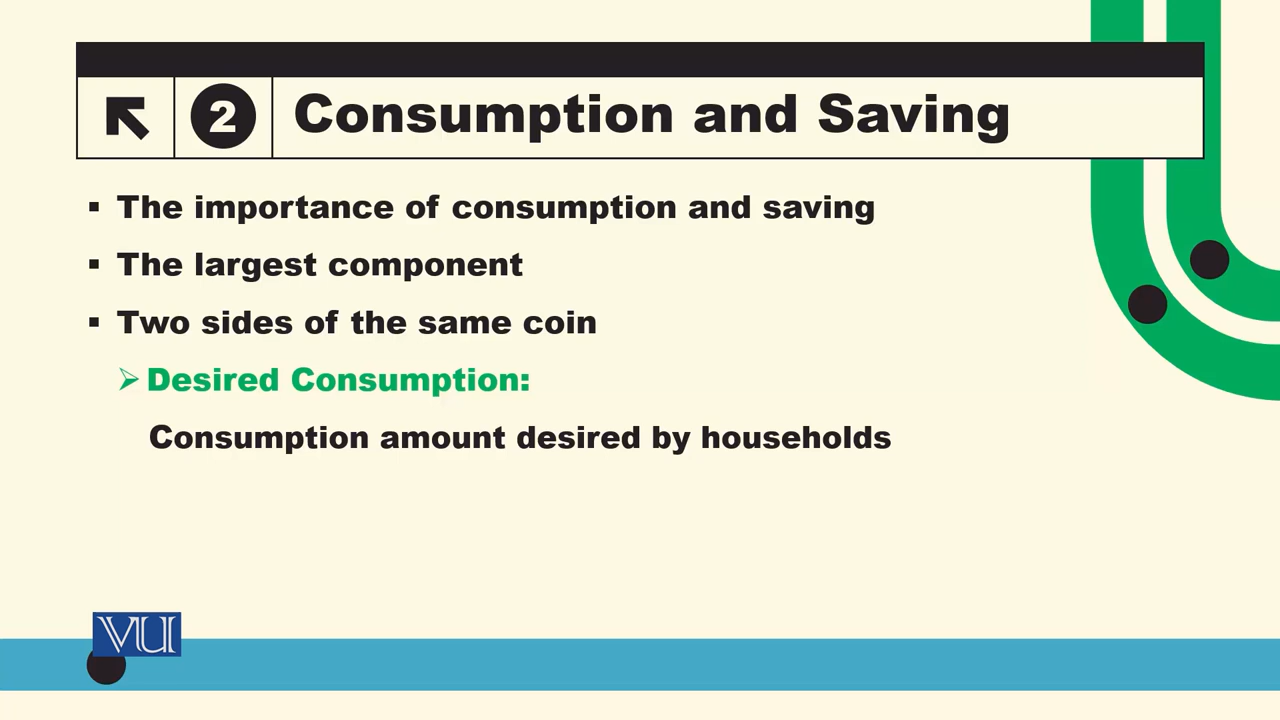 2 Consumption and Saving
▪ The importance of consumption and saving
▪ The largest component
▪ Two sides of the same coin
➢ Desired Consumption:
Consumption amount desired by households
VU